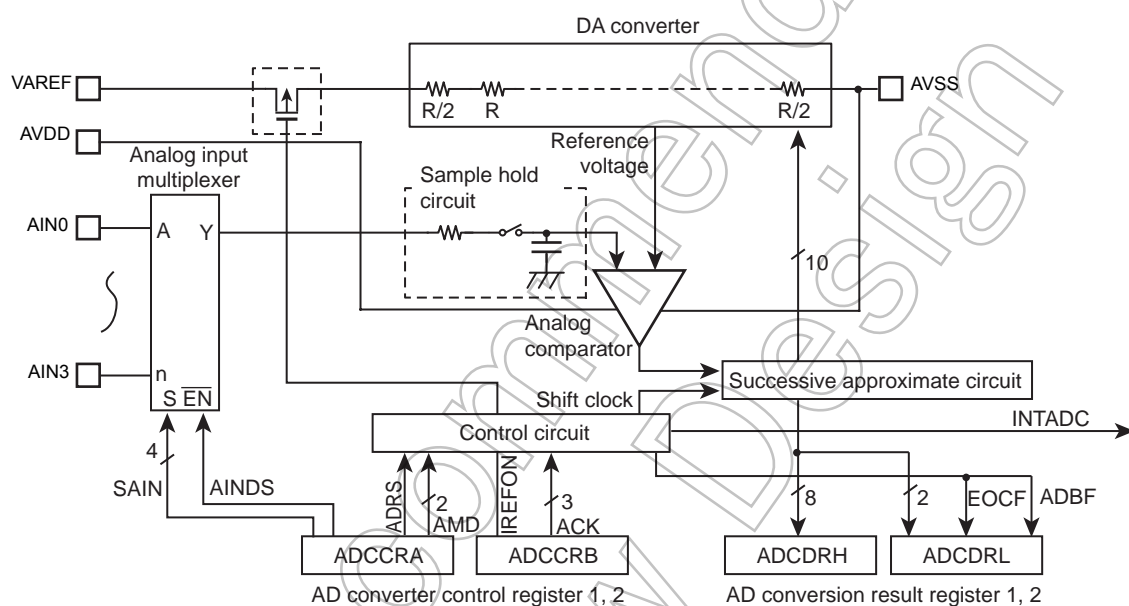 DA converter
VAREF
AVSS
R/2
R
R/2
AVDD
Reference
voltage
Analog input
multiplexer
Sample hold
circuit
AIN0
A
Y
10
Analog
comparator
AIN3
n
S
EN
Successive approximate circuit
Shift clock
INTADC
Control circuit
4
SAIN
AINDS
ADRS
2
AMD
IREFON
3
ACK
8
2
EOCF
ADBF
ADCCRA
ADCCRB
ADCDRH
ADCDRL
AD converter control register 1, 2
AD conversion result register 1, 2